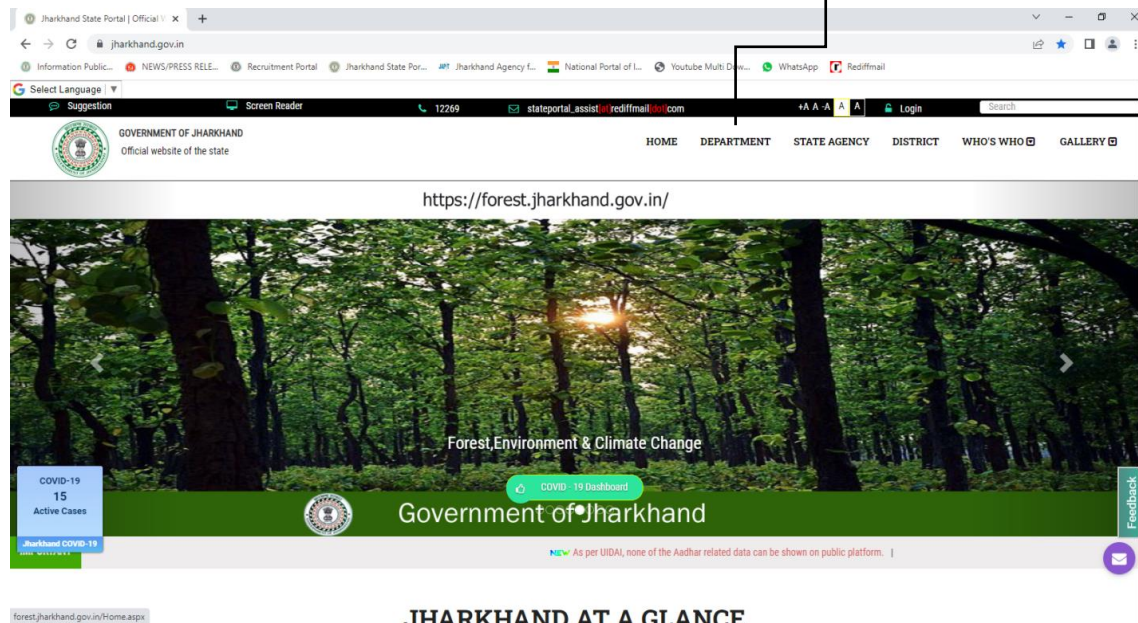 Jharkhand State Portal | Official V
jharkhand.gov.in
Information Public... NEWS/PRESS RELE... Recruitment Portal Jharkhand State Por... Jharkhand Agency f... National Portal of I... Youtube Multi Dow... WhatsApp Rediffmail
Select Language
Suggestion Screen Reader 12269 stateportal_assist[at]rediffmail[dot]com +A A -A A A Login Search
GOVERNMENT OF JHARKHAND
Official website of the state
HOME DEPARTMENT STATE AGENCY DISTRICT WHO'S WHO GALLERY
https://forest.jharkhand.gov.in/
Forest,Environment & Climate Change
COVID-19
15
Active Cases
Jharkhand COVID-19
COVID - 19 Dashboard
Government of Jharkhand
Feedback
NEW As per UIDAI, none of the Aadhar related data can be shown on public platform. |
JHARKHAND AT A GLANCE
forest.jharkhand.gov.in/Home.aspx